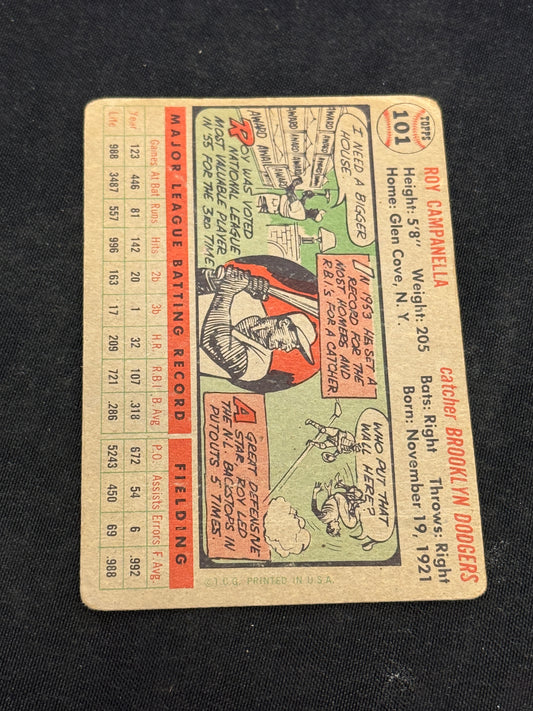 TOPPS
101
ROY CAMPANELLA
catcher BROOKLYN DODGERS
Height: 5'8" Weight: 205 Bats: Right Throws: Right
Home: Glen Cove, N. Y. Born: November 19, 1921
I NEED A BIGGER
HOUSE
AWARD AWARD
AWARD AWARD
AWARD AWAR
ROY WAS VOTED
NATIONAL LEAGUE
MOST VALUABLE PLAYER
IN '55 FOR THE 3RD TIME
IN 1953 HE SET A
RECORD FOR THE
MOST HOMERS AND
R.B.I.'S FOR A CATCHER.
WHO PUT THAT
WALL HERE?
A GREAT DEFENSIVE
STAR, ROY LED
THE N.L. BACKSTOPS IN
PUTOUTS 5 TIMES.
©T.C.G. PRINTED IN U.S.A.
MAJOR LEAGUE BATTING RECORD FIELDING
Games At Bat Runs Hits 2b 3b H.R. R.B.I. B.Avg. P.O. Assists Errors F.Avg.
Year 123 446 81 142 20 1 32 107 .318 672 54 6 .992
Life 988 3487 557 996 163 17 209 721 .286 5243 450 69 .988